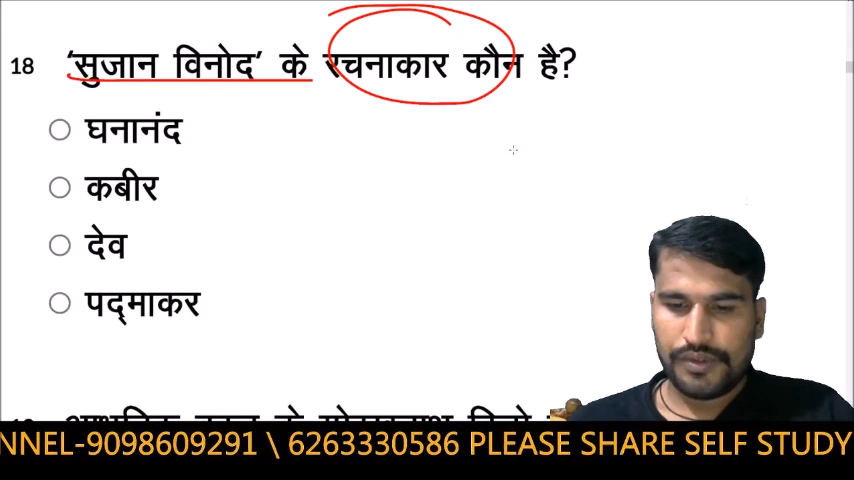 18 'सुजान विनोद' के रचनाकार कौन है?
घनानंद
कबीर
देव
पद्माकर
NNEL-9098609291 \ 6263330586 PLEASE SHARE SELF STUDY